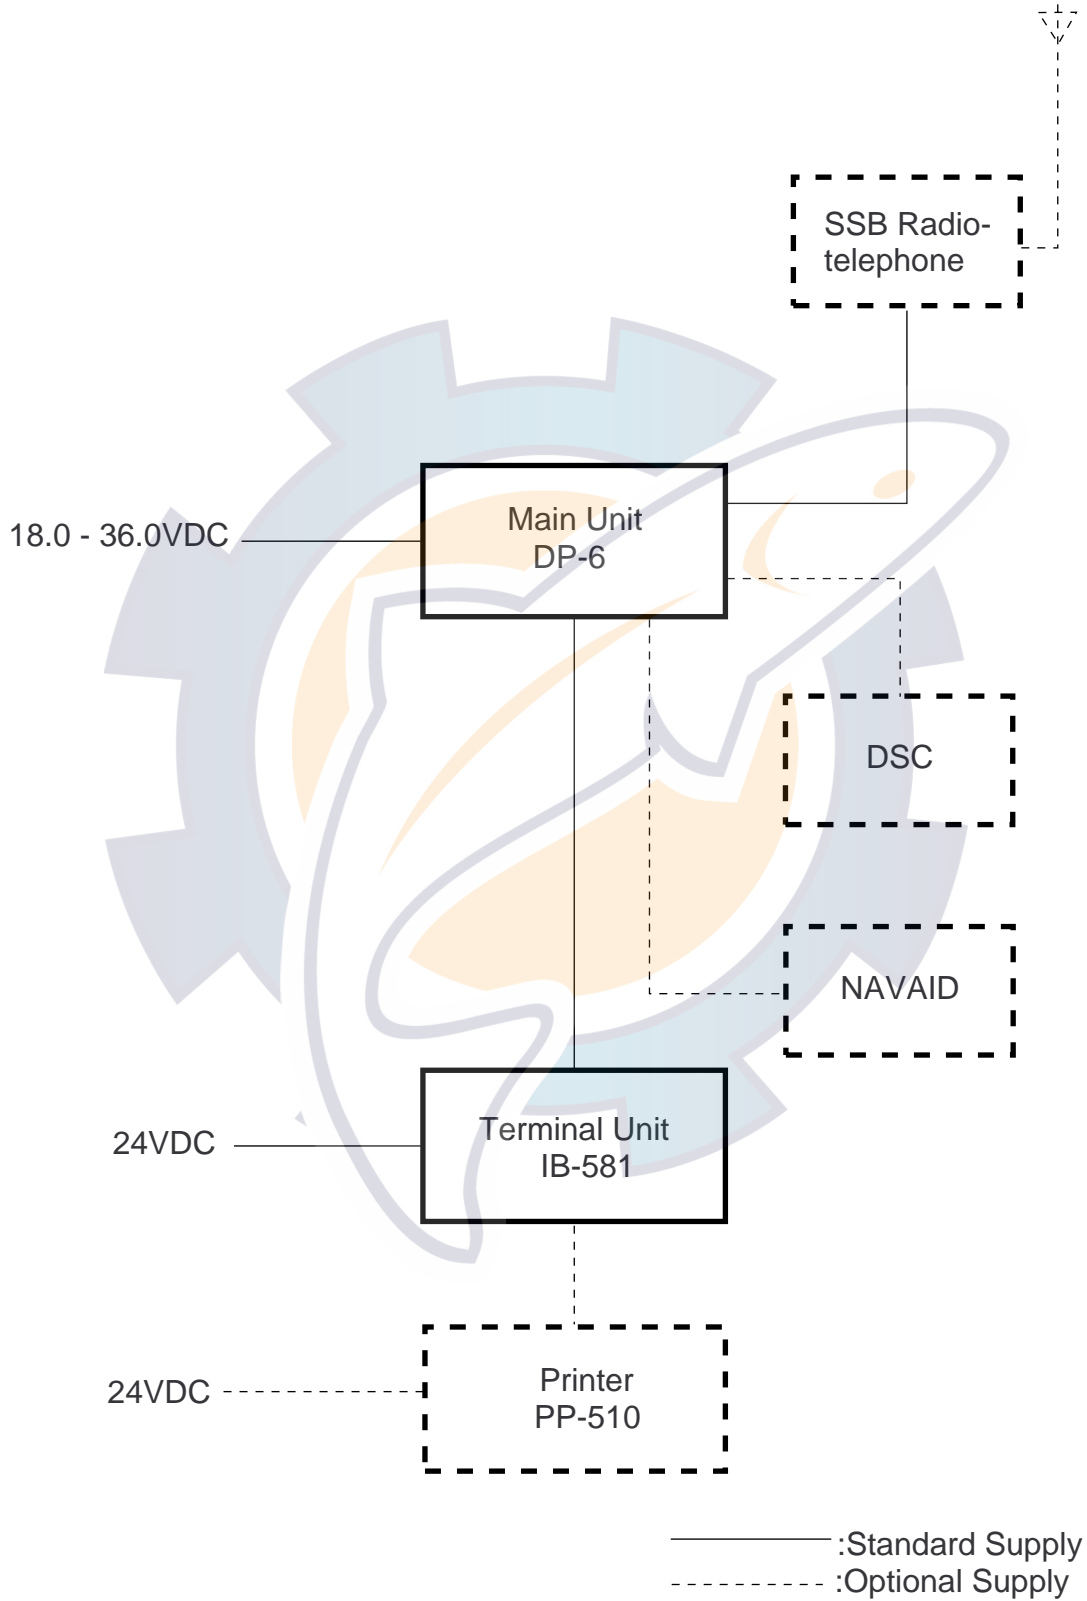 SSB Radio-
telephone
Main Unit
DP-6
18.0 - 36.0VDC
DSC
NAVAID
Terminal Unit
IB-581
24VDC
Printer
PP-510
24VDC
:Standard Supply
:Optional Supply